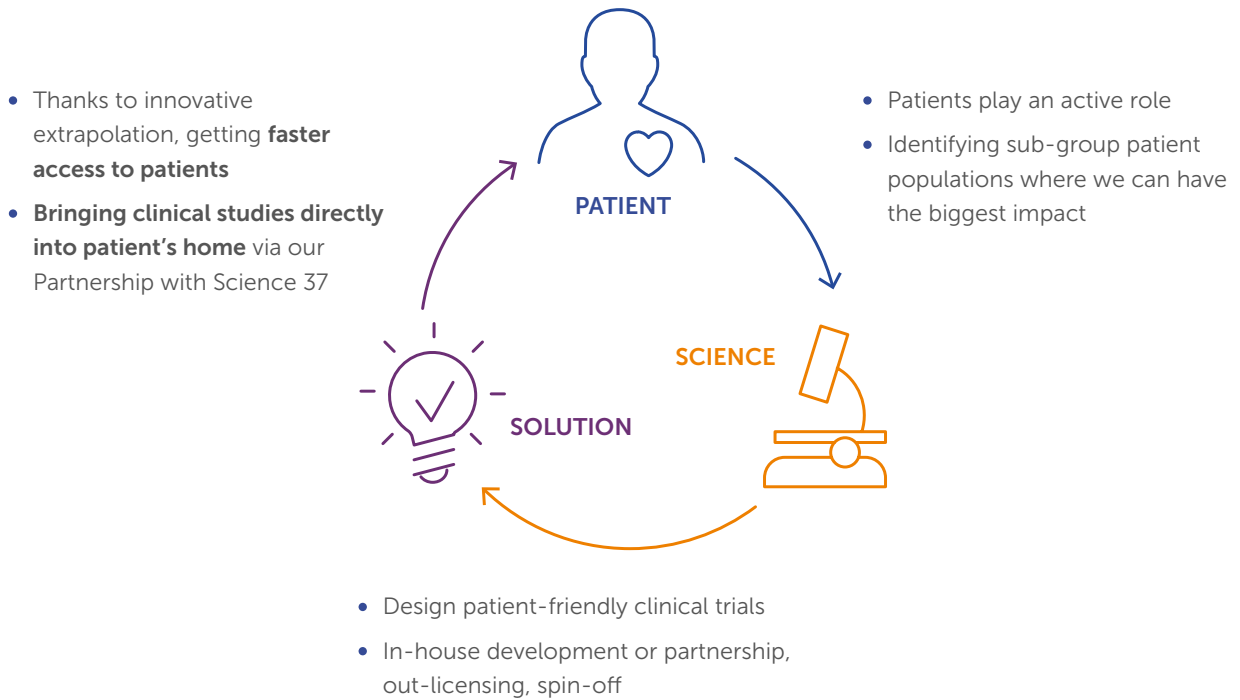 • Thanks to innovative
extrapolation, getting faster
access to patients
• Bringing clinical studies directly
into patient's home via our
Partnership with Science 37
PATIENT
• Patients play an active role
• Identifying sub-group patient
populations where we can have
the biggest impact
SCIENCE
SOLUTION
• Design patient-friendly clinical trials
• In-house development or partnership,
out-licensing, spin-off